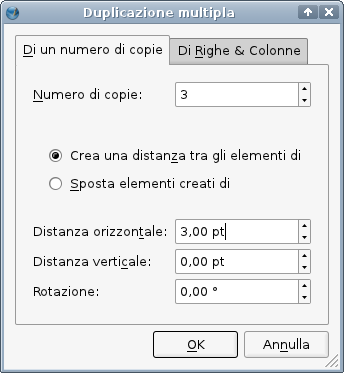 Duplicazione multipla
Di un numero di copie Di Righe & Colonne
Numero di copie: 3
Crea una distanza tra gli elementi di
Sposta elementi creati di
Distanza orizzontale: 3,00 pt
Distanza verticale: 0,00 pt
Rotazione: 0,00 °
OK Annulla